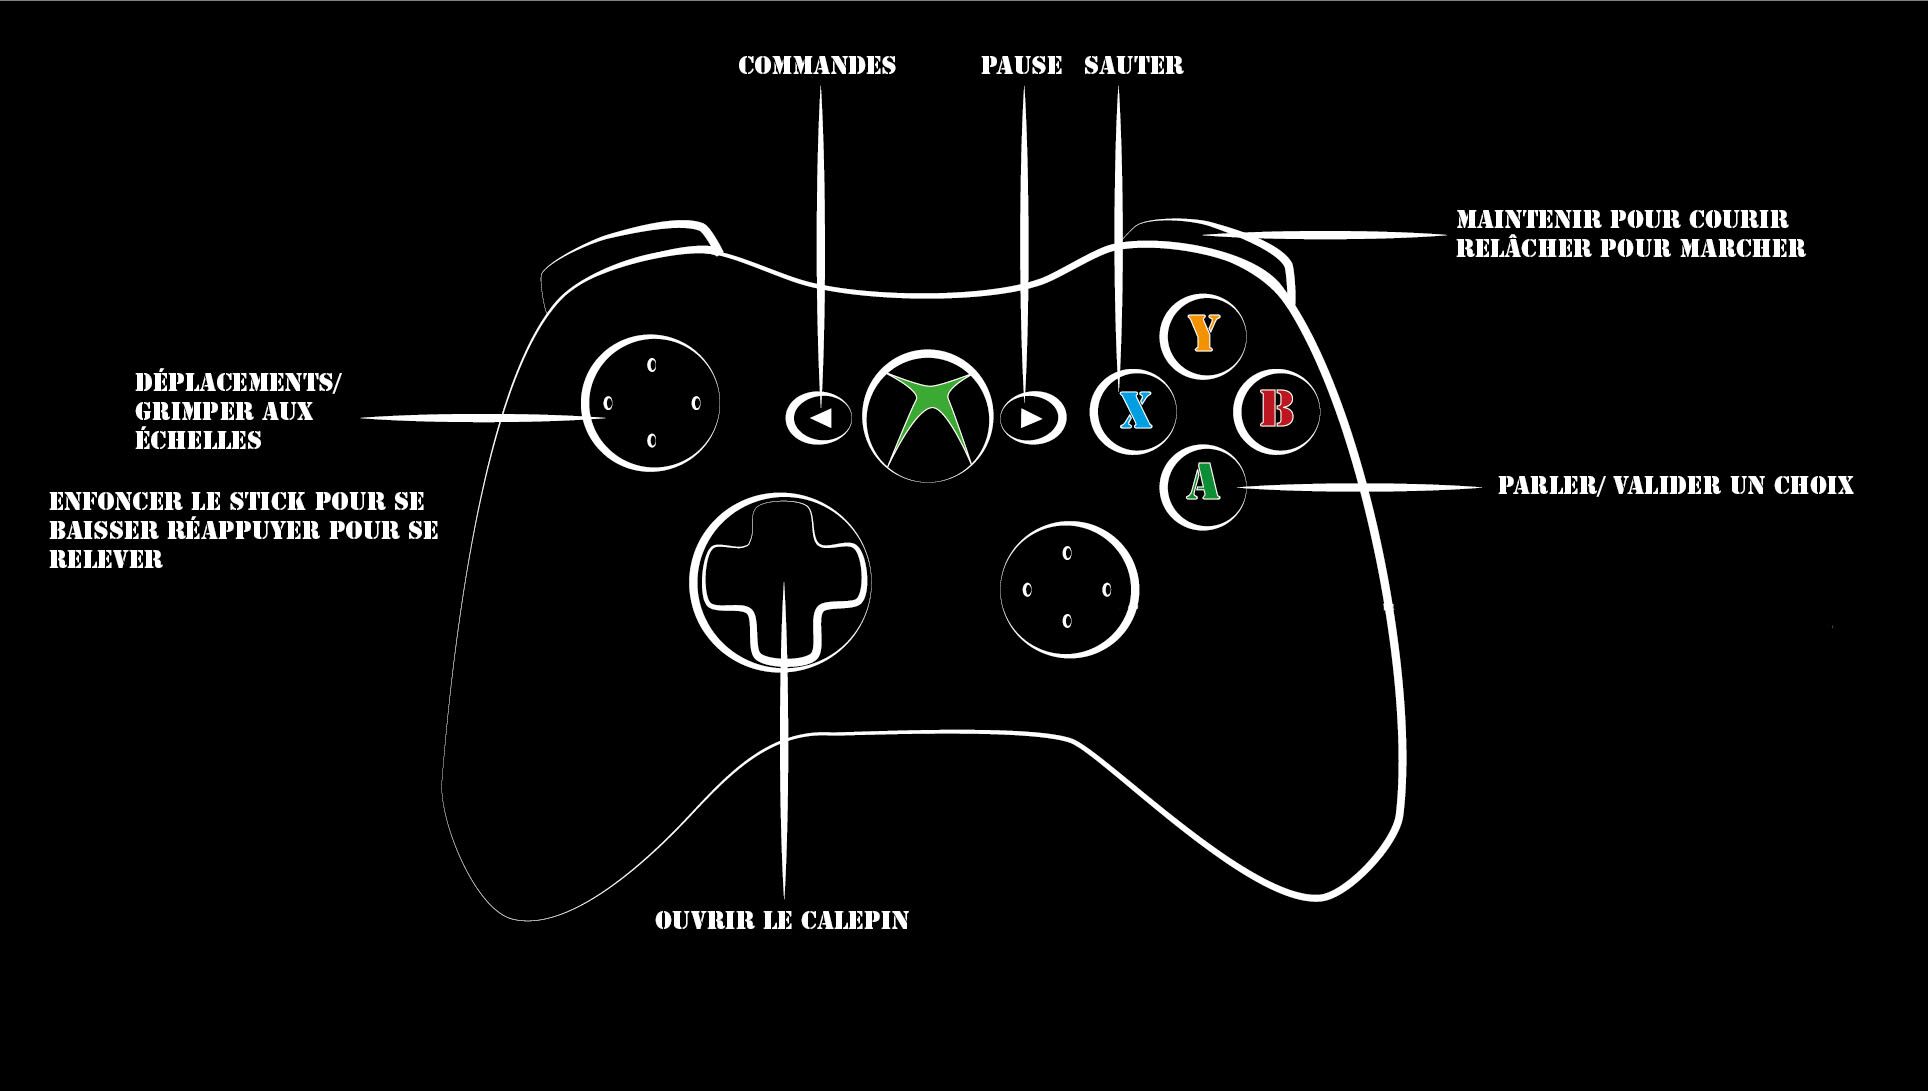 COMMANDES
PAUSE
SAUTER
MAINTENIR POUR COURIR
RELÂCHER POUR MARCHER
Y
DÉPLACEMENTS/
GRIMPER AUX
ÉCHELLES
X
B
A
PARLER/ VALIDER UN CHOIX
ENFONCER LE STICK POUR SE
BAISSER RÉAPPUYER POUR SE
RELEVER
OUVRIR LE CALEPIN